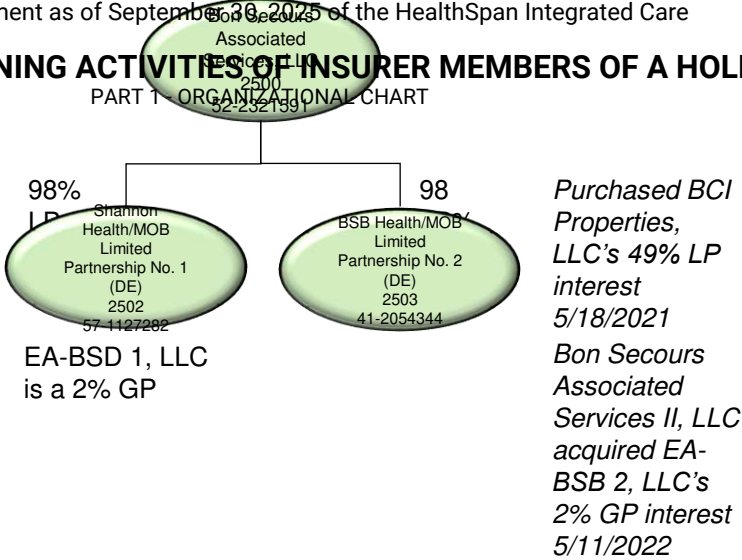 nent as of September 30, 2025 of the HealthSpan Integrated Care
NING ACTIVITIES OF INSURER MEMBERS OF A HOL
PART 1 - ORGANIZATIONAL CHART
Bon Secours
Associated
Services, LLC
2500
52-2321591
98%
LP
98
%
Shannon
Health/MOB
Limited
Partnership No. 1
(DE)
2502
57-1127282
BSB Health/MOB
Limited
Partnership No. 2
(DE)
2503
41-2054344
EA-BSD 1, LLC
is a 2% GP
Purchased BCI
Properties,
LLC’s 49% LP
interest
5/18/2021
Bon Secours
Associated
Services II, LLC
acquired EA-
BSB 2, LLC’s
2% GP interest
5/11/2022